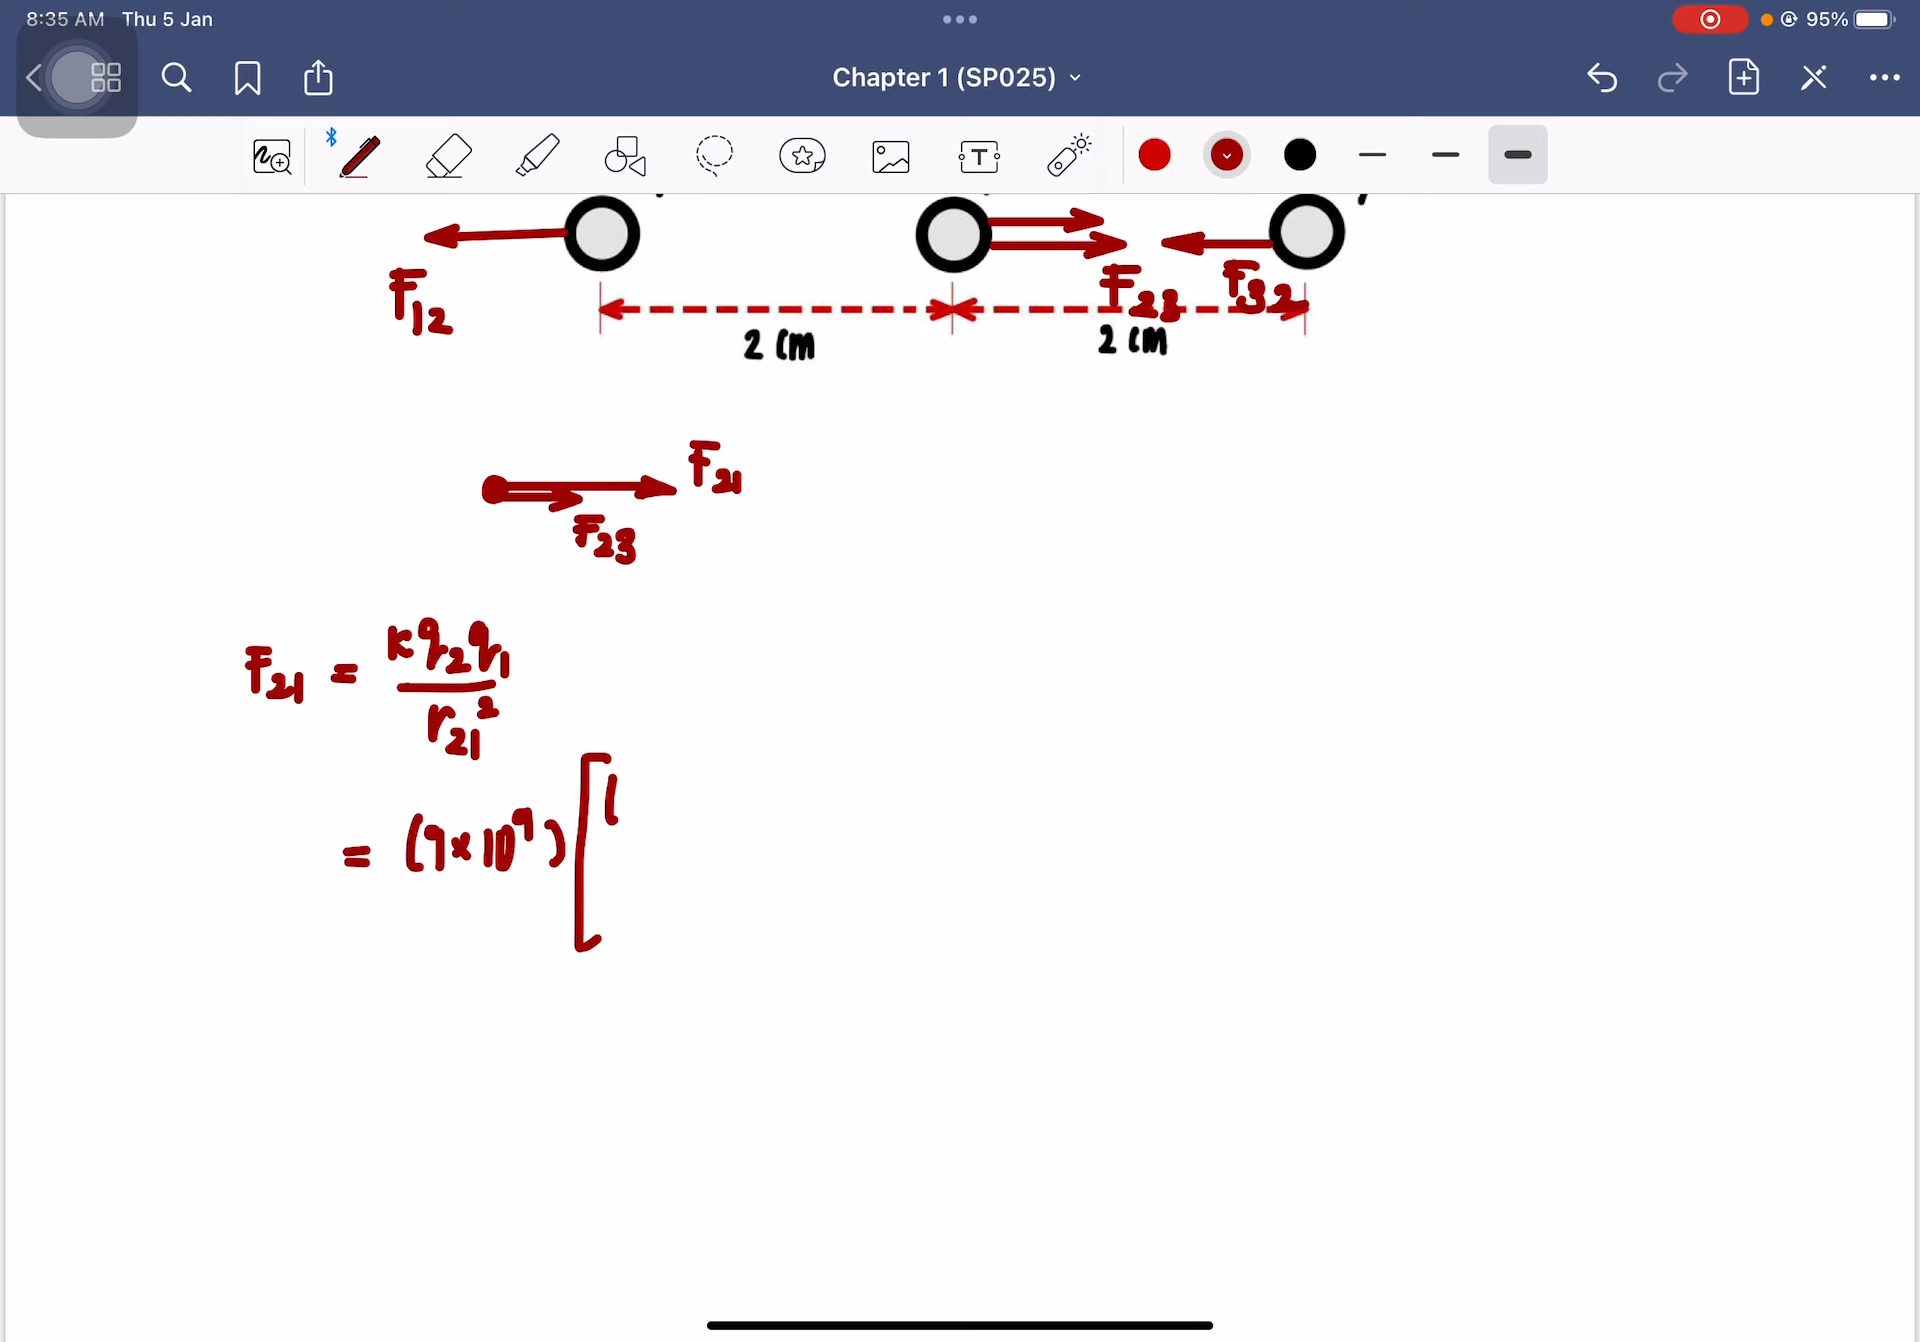 8:35 AM Thu 5 Jan 95%
Chapter 1 (SP025)
T
F12 F23 F32
2 cm 2 cm
F21
F23
F21 = kq2q1
r21²
= (9×10⁹) [(